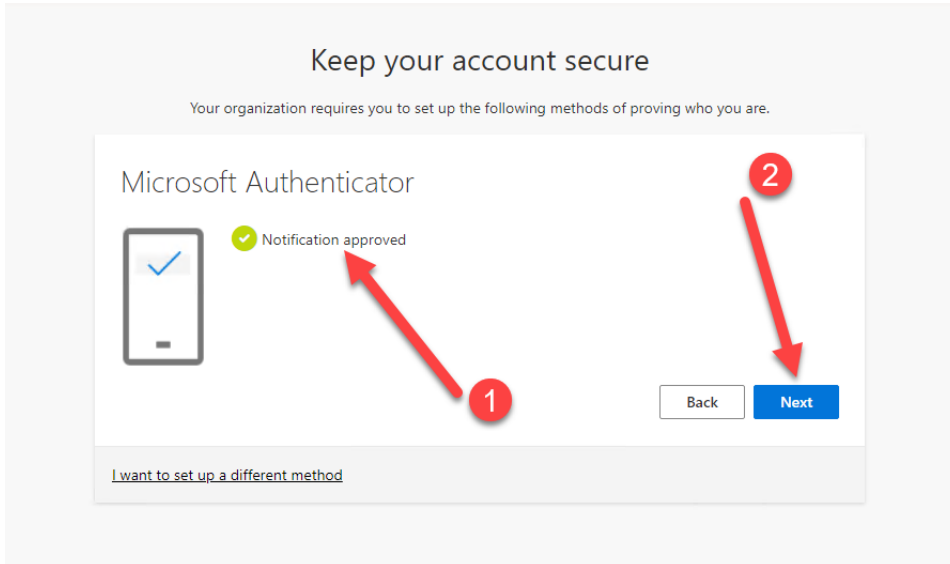 Keep your account secure
Your organization requires you to set up the following methods of proving who you are.
Microsoft Authenticator
2
Notification approved
1
Back
Next
I want to set up a different method